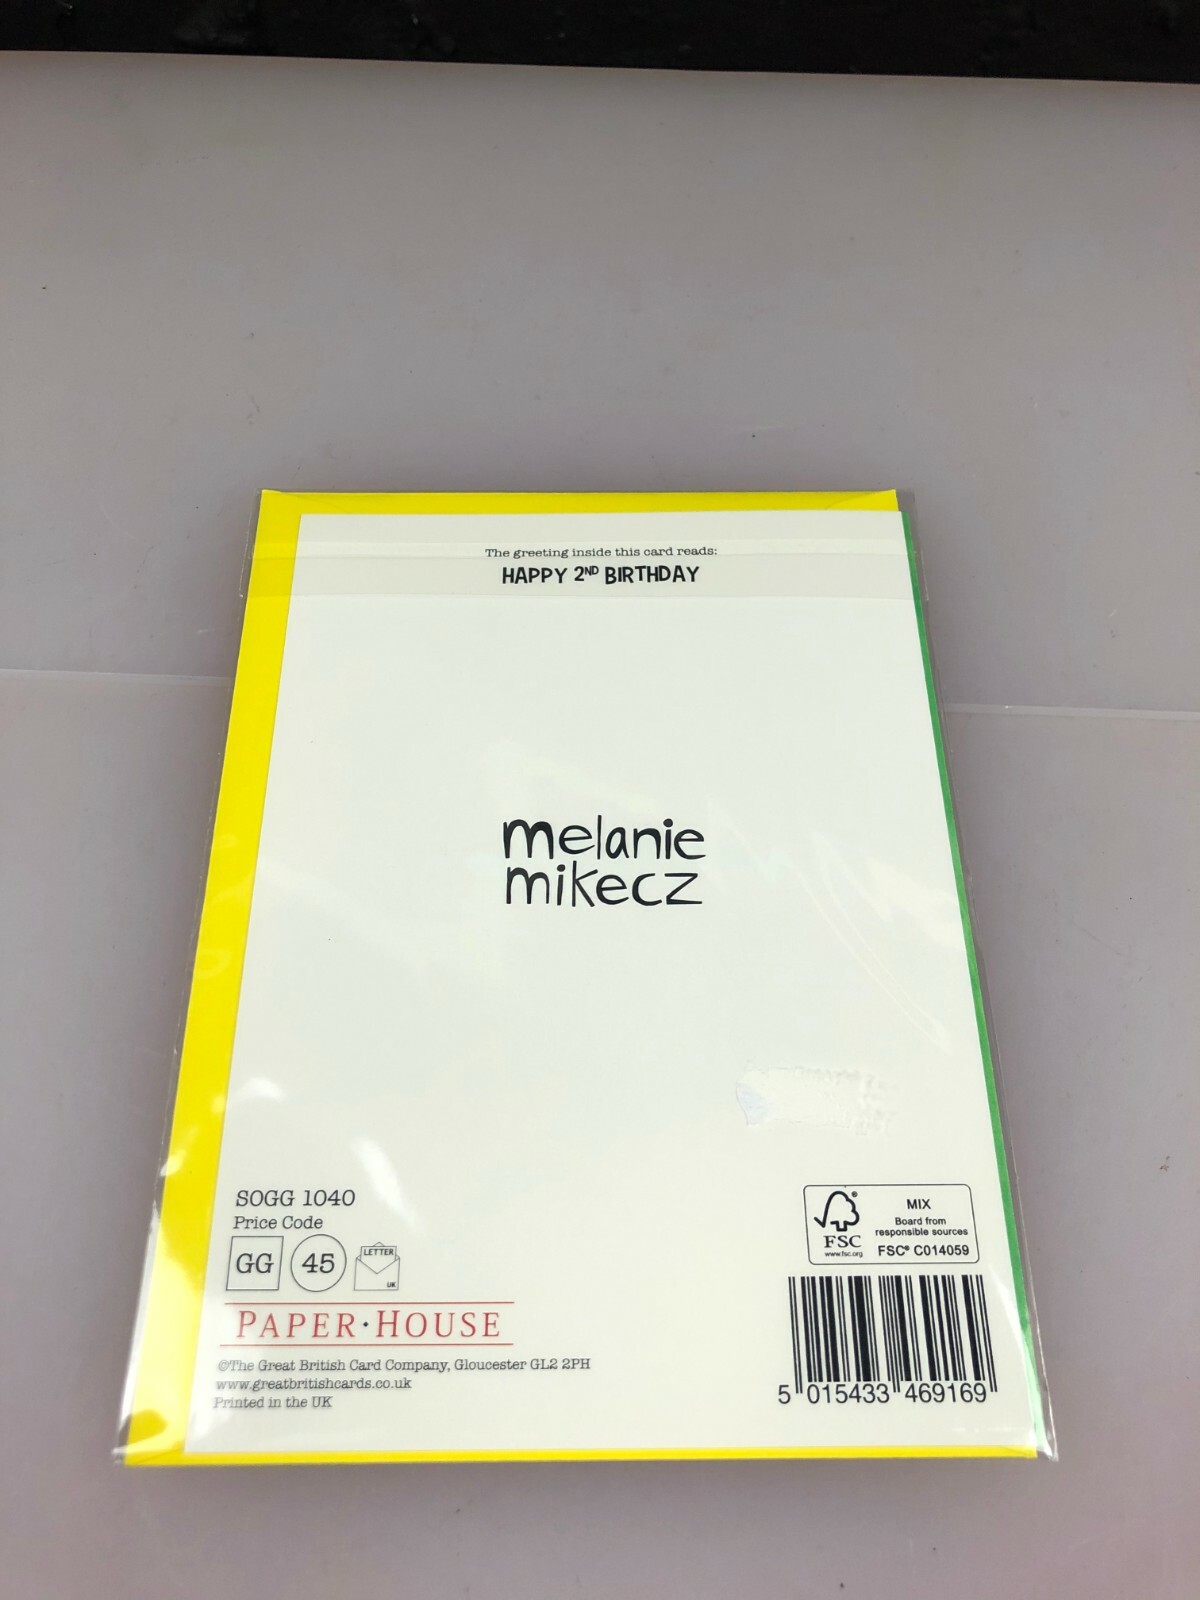 The greeting inside this card reads:
HAPPY 2ND BIRTHDAY
melanie
mikecz
SOGG 1040
Price Code
GG
45
LETTER
UK
PAPER·HOUSE
©The Great British Card Company, Gloucester GL2 2PH
www.greatbritishcards.co.uk
Printed in the UK
FSC®
www.fsc.org
MIX
Board from
responsible sources
FSC® C014059
5 015433 469169